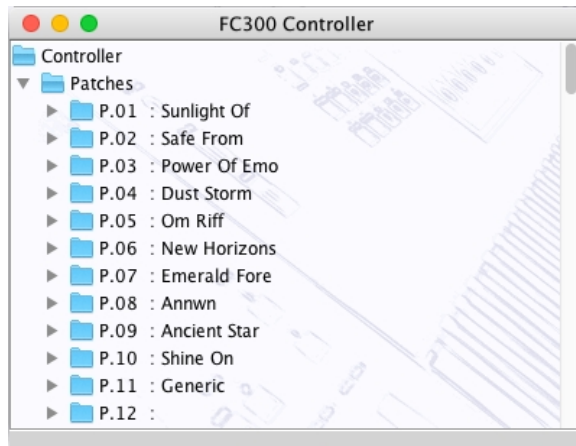 FC300 Controller
Controller
Patches
P.01 : Sunlight Of
P.02 : Safe From
P.03 : Power Of Emo
P.04 : Dust Storm
P.05 : Om Riff
P.06 : New Horizons
P.07 : Emerald Fore
P.08 : Annwn
P.09 : Ancient Star
P.10 : Shine On
P.11 : Generic
P.12 :